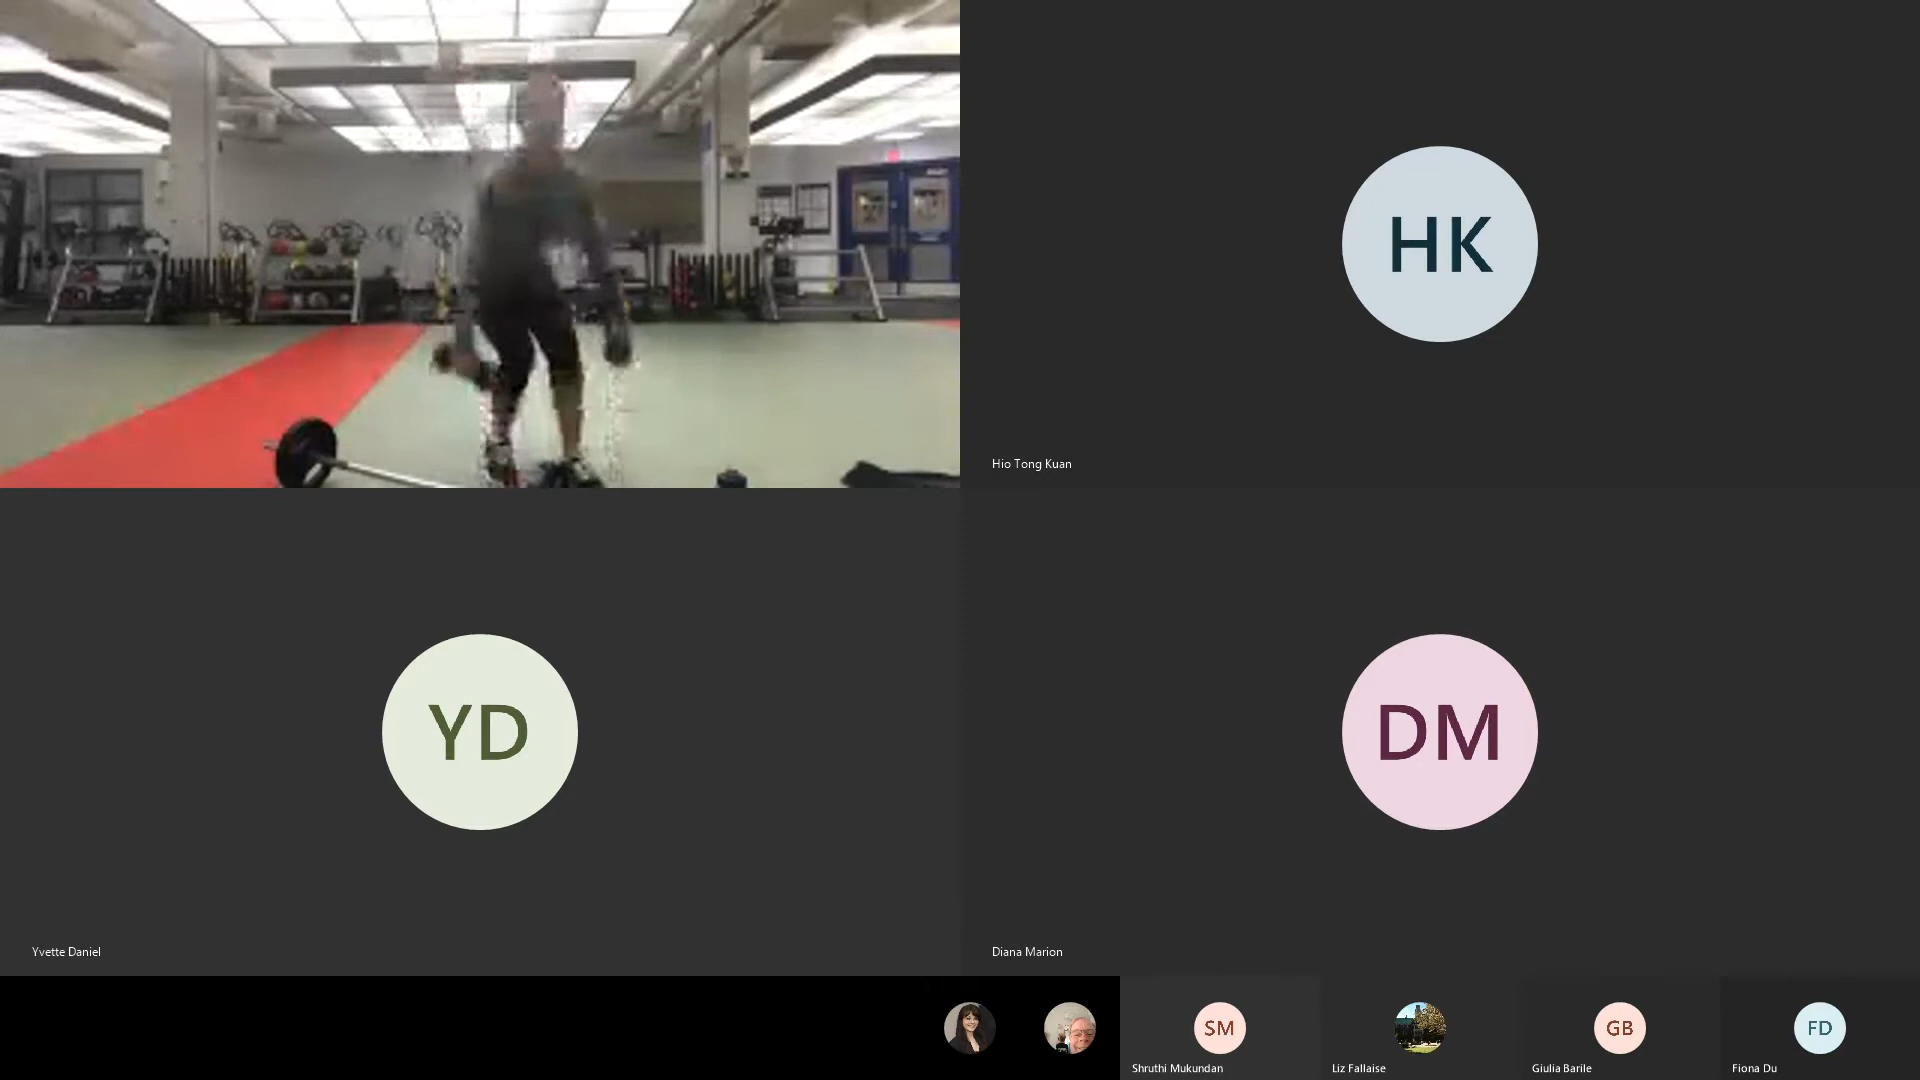 HK
Hio Tong Kuan
YD
DM
Yvette Daniel
Diana Marion
SM
GB
FD
Shruthi Mukundan
Liz Fallaise
Giulia Barile
Fiona Du